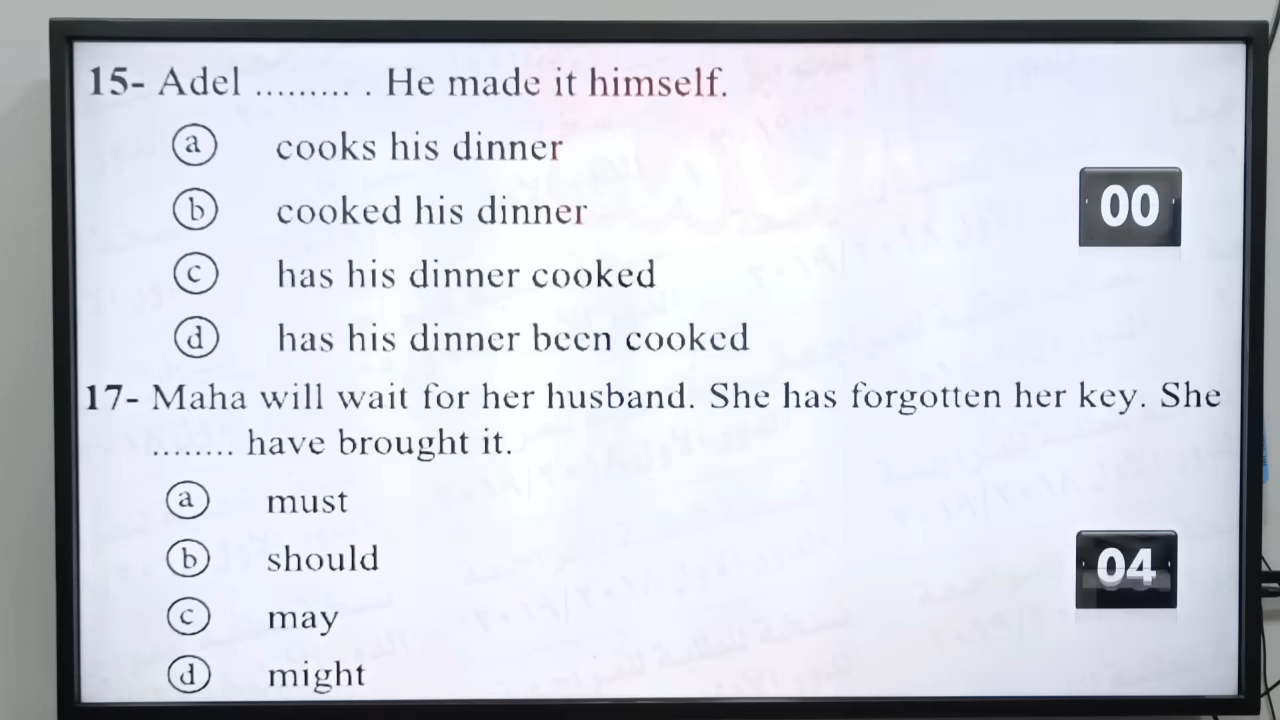 15- Adel ......... . He made it himself.
a cooks his dinner
b cooked his dinner
00
c has his dinner cooked
d has his dinner been cooked
17- Maha will wait for her husband. She has forgotten her key. She
........ have brought it.
a must
b should
04
c may
d might